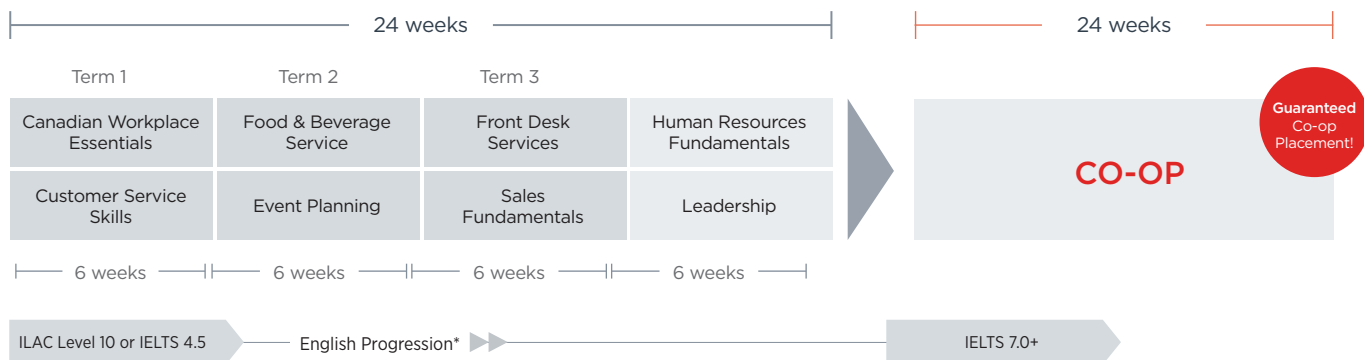 24 weeks
24 weeks
Term 1
Term 2
Term 3
Canadian Workplace
Essentials
Food & Beverage
Service
Front Desk
Services
Human Resources
Fundamentals
Customer Service
Skills
Event Planning
Sales
Fundamentals
Leadership
CO-OP
Guaranteed
Co-op
Placement!
6 weeks
6 weeks
6 weeks
6 weeks
ILAC Level 10 or IELTS 4.5
English Progression*
IELTS 7.0+